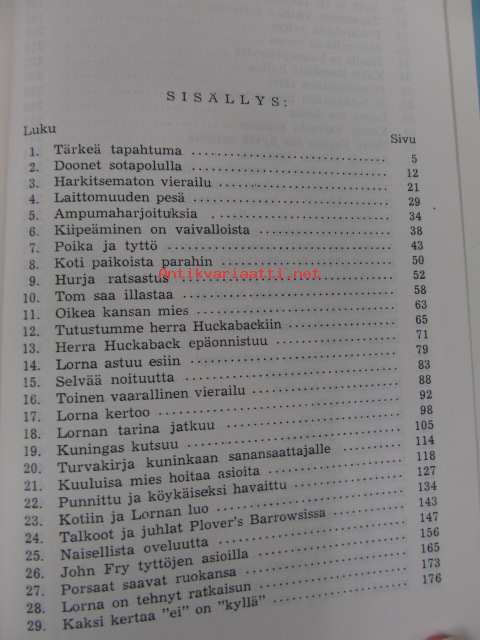 SISÄLLYS:
Luku Sivu
1. Tärkeä tapahtuma 5
2. Doonet sotapolulla 12
3. Harkitsematon vierailu 21
4. Laittomuuden pesä 29
5. Ampumaharjoituksia 34
6. Kiipeäminen on vaivalloista 38
7. Poika ja tyttö 43
8. Koti paikoista parahin 50
9. Hurja ratsastus 52
10. Tom saa illastaa 58
11. Oikea kansan mies 63
12. Tutustumme herra Huckabackiin 65
13. Herra Huckaback epäonnistuu 71
14. Lorna astuu esiin 79
15. Selvää noituutta 83
16. Toinen vaarallinen vierailu 88
17. Lorna kertoo 92
18. Lornan tarina jatkuu 98
19. Kuningas kutsuu 105
20. Turvakirja kuninkaan sanansaattajalle 114
21. Kuuluisa mies hoitaa asioita 118
22. Punnittu ja köykäiseksi havaittu 127
23. Kotiin ja Lornan luo 134
24. Talkoot ja juhlat Plover's Barrowsissa 143
25. Naisellista oveluutta 147
26. John Fry tyttöjen asioilla 156
27. Porsaat saavat ruokansa 165
28. Lorna on tehnyt ratkaisun 173
29. Kaksi kertaa "ei" on "kyllä" 176
Antikvariaatti.net